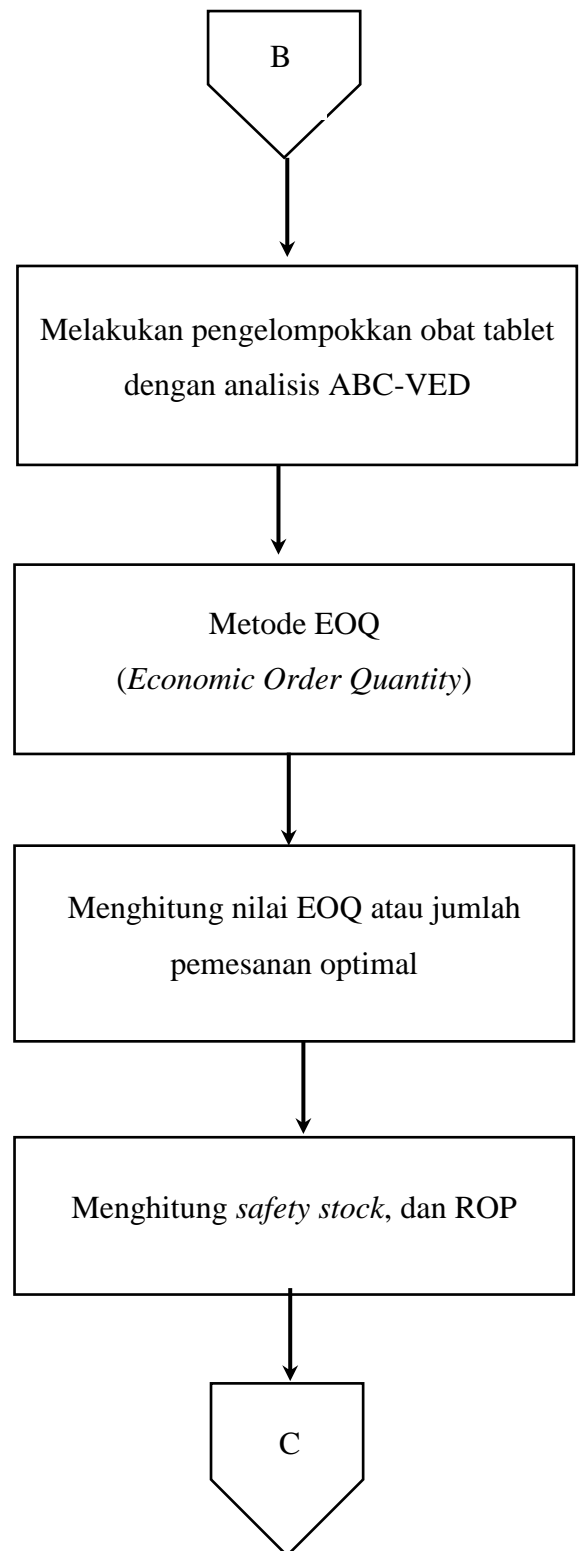 B
Melakukan pengelompokkan obat tablet
dengan analisis ABC-VED
Metode EOQ
(Economic Order Quantity)
Menghitung nilai EOQ atau jumlah
pemesanan optimal
Menghitung safety stock, dan ROP
C